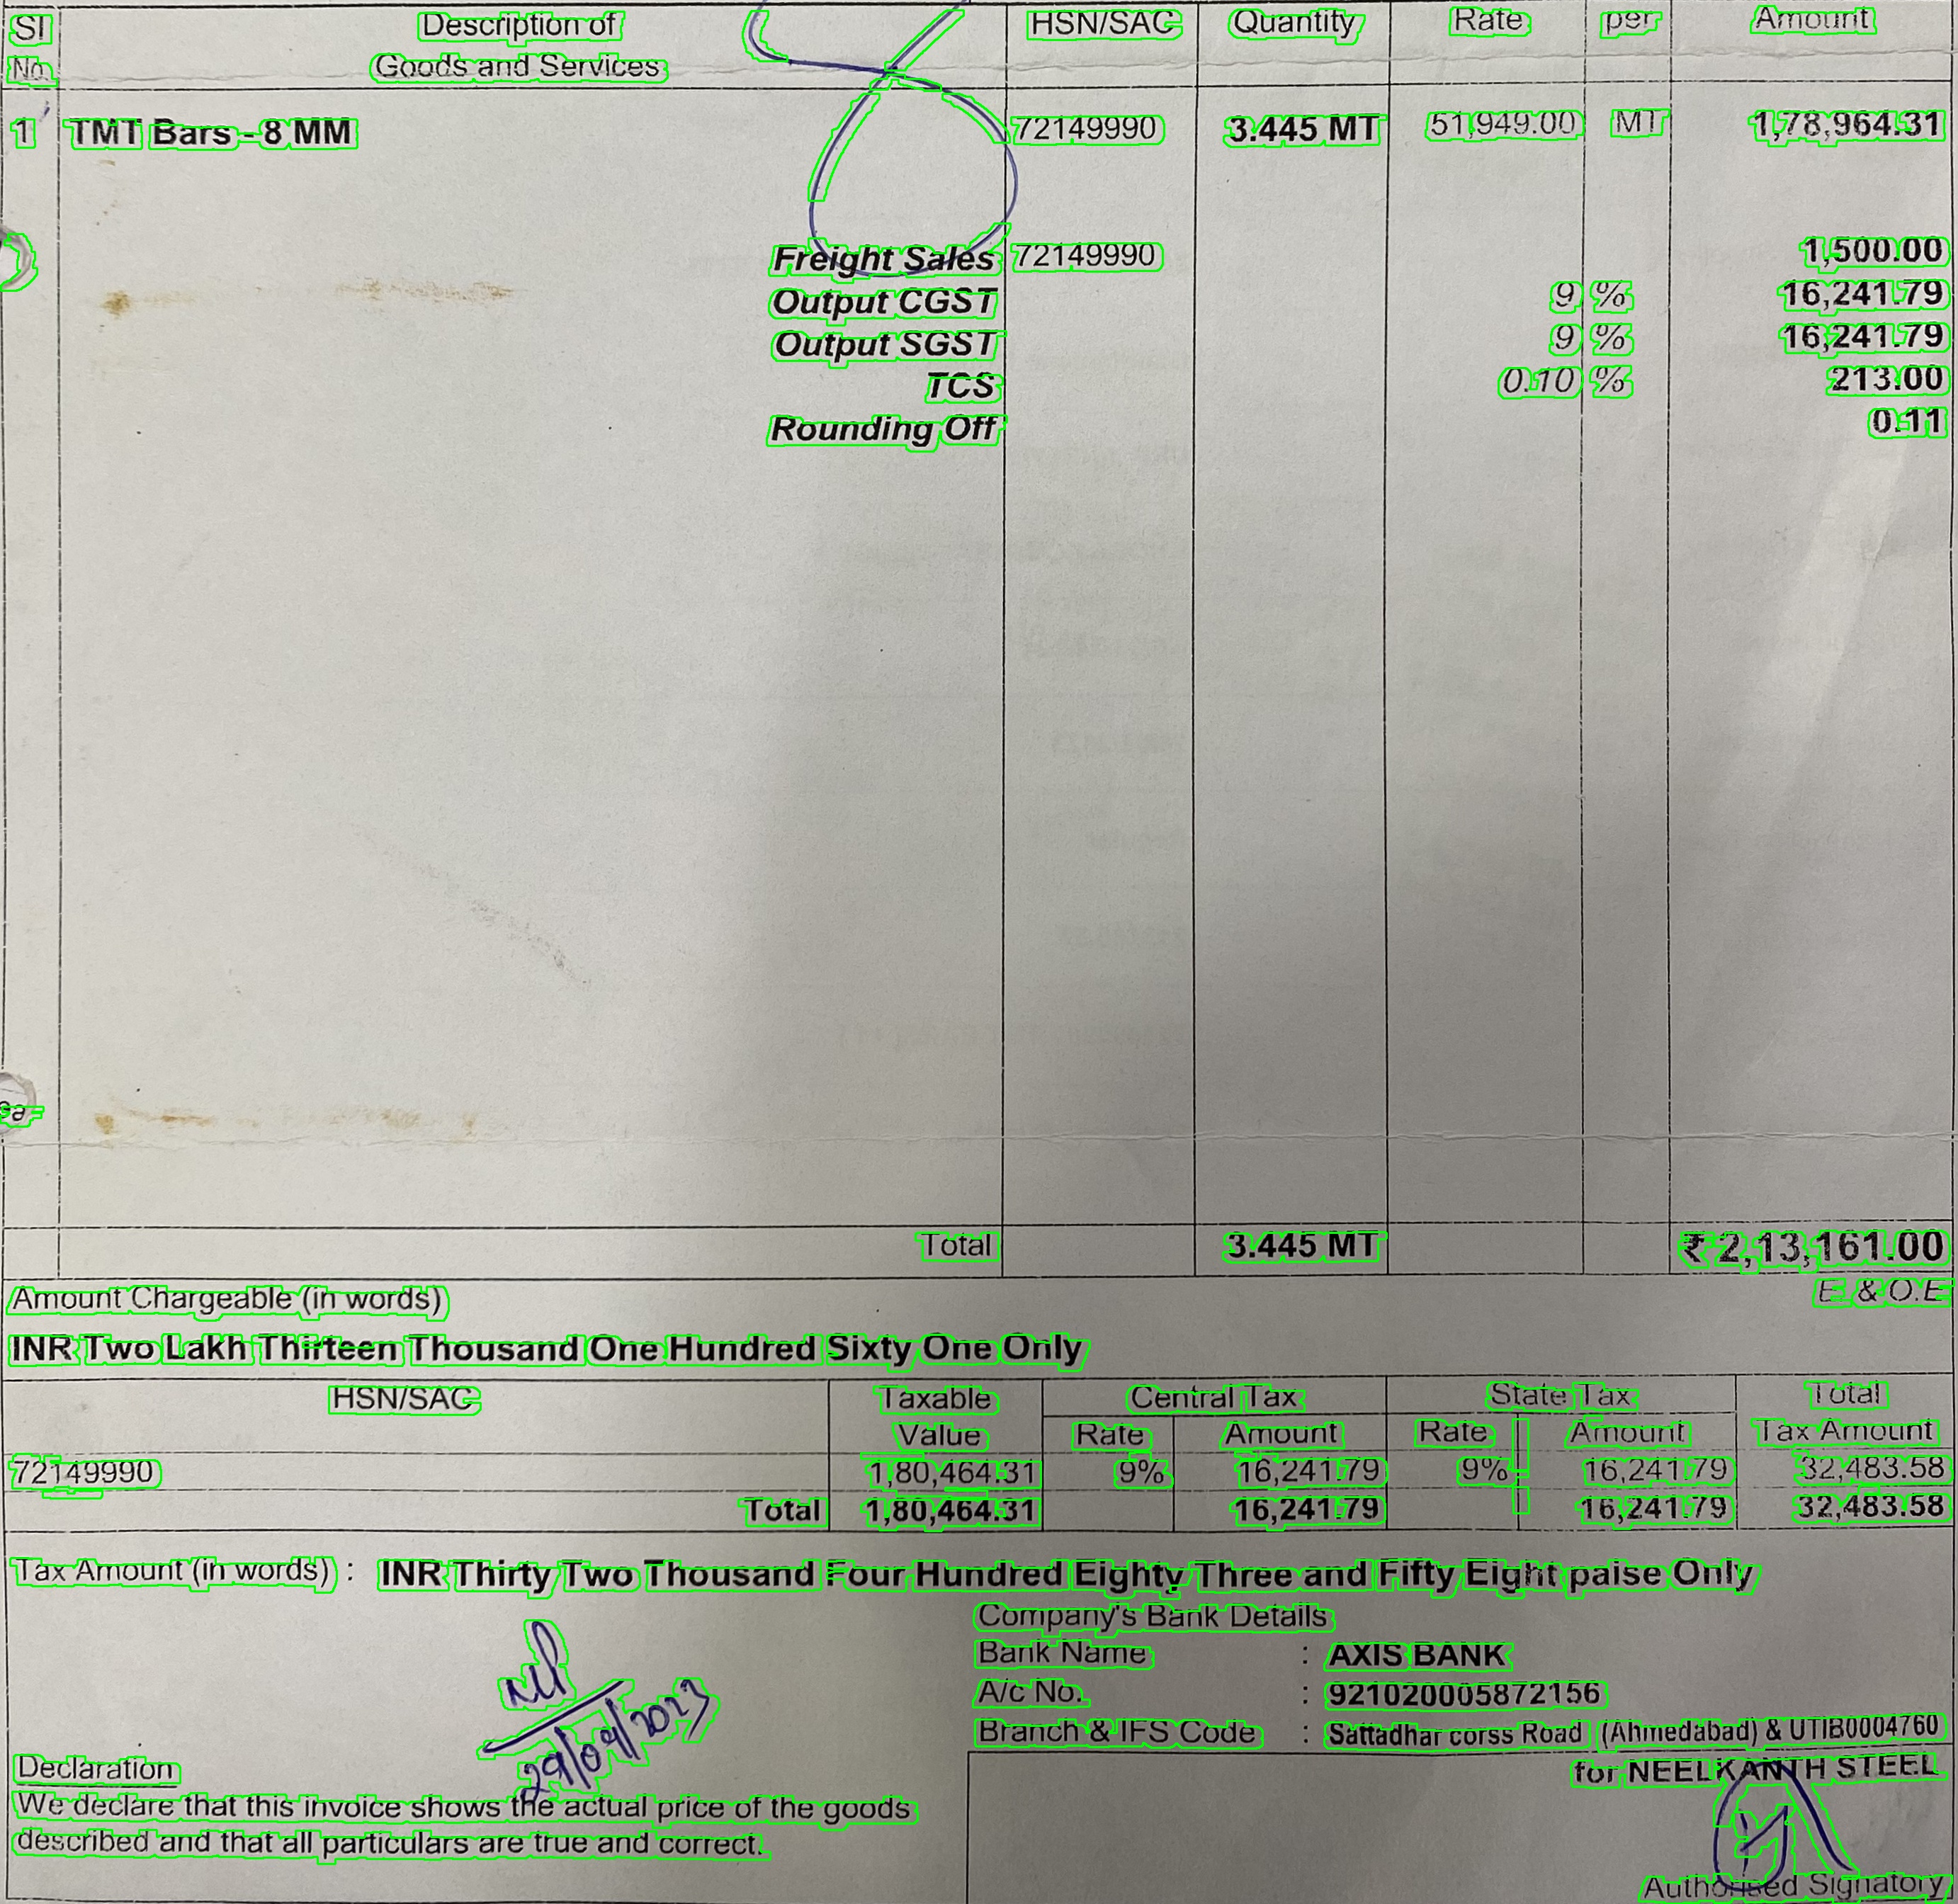 Sl Description of HSN/SAC Quantity Rate per Amount
No. Goods and Services
1 TMT Bars - 8 MM 72149990 3.445 MT 51,949.00 MT 1,78,964.31
Freight Sales 72149990 1,500.00
Output CGST 9 % 16,241.79
Output SGST 9 % 16,241.79
TCS 0.10 % 213.00
Rounding Off 0.11
Total 3.445 MT ₹ 2,13,161.00
Amount Chargeable (in words) E. & O.E
INR Two Lakh Thirteen Thousand One Hundred Sixty One Only
HSN/SAC Taxable Central Tax State Tax Total
Value Rate Amount Rate Amount Tax Amount
72149990 1,80,464.31 9% 16,241.79 9% 16,241.79 32,483.58
Total 1,80,464.31 16,241.79 16,241.79 32,483.58
Tax Amount (in words) : INR Thirty Two Thousand Four Hundred Eighty Three and Fifty Eight paise Only
Company's Bank Details
Bank Name : AXIS BANK
A/c No. : 921020005872156
Branch & IFS Code : Sattadhar corss Road (Ahmedabad) & UTIB0004760
29/09/2023
Declaration
for NEELKANTH STEEL
We declare that this invoice shows the actual price of the goods
described and that all particulars are true and correct.
Authorised Signatory